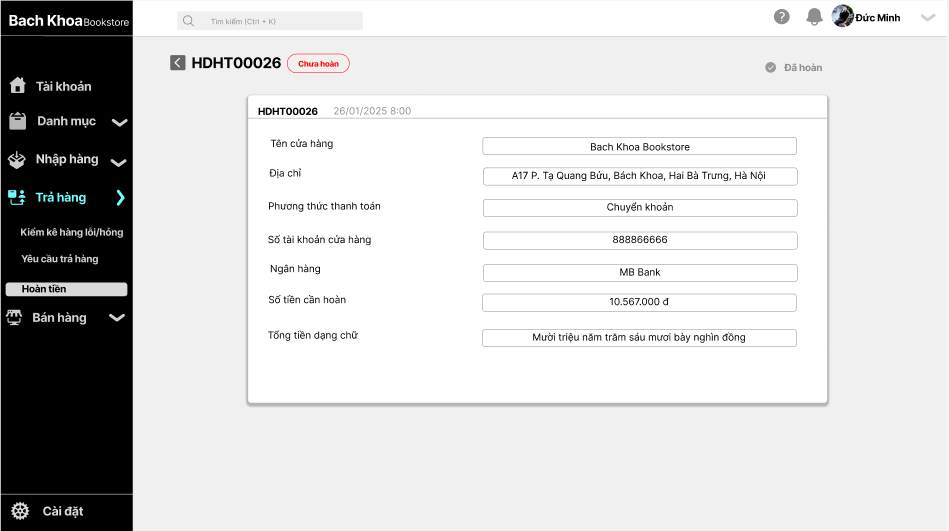 Bach Khoa Bookstore
Tìm kiếm (Ctrl + K)
?
Đức Minh
HDHT00026
Chưa hoàn
Đã hoàn
Tài khoản
Danh mục
Nhập hàng
Trả hàng
Kiểm kê hàng lỗi/hỏng
Yêu cầu trả hàng
Hoàn tiền
Bán hàng
Cài đặt
HDHT00026 26/01/2025 8:00
Tên cửa hàng Bach Khoa Bookstore
Địa chỉ A17 P. Tạ Quang Bửu, Bách Khoa, Hai Bà Trưng, Hà Nội
Phương thức thanh toán Chuyển khoản
Số tài khoản cửa hàng 888866666
Ngân hàng MB Bank
Số tiền cần hoàn 10.567.000 đ
Tổng tiền dạng chữ Mười triệu năm trăm sáu mươi bảy nghìn đồng